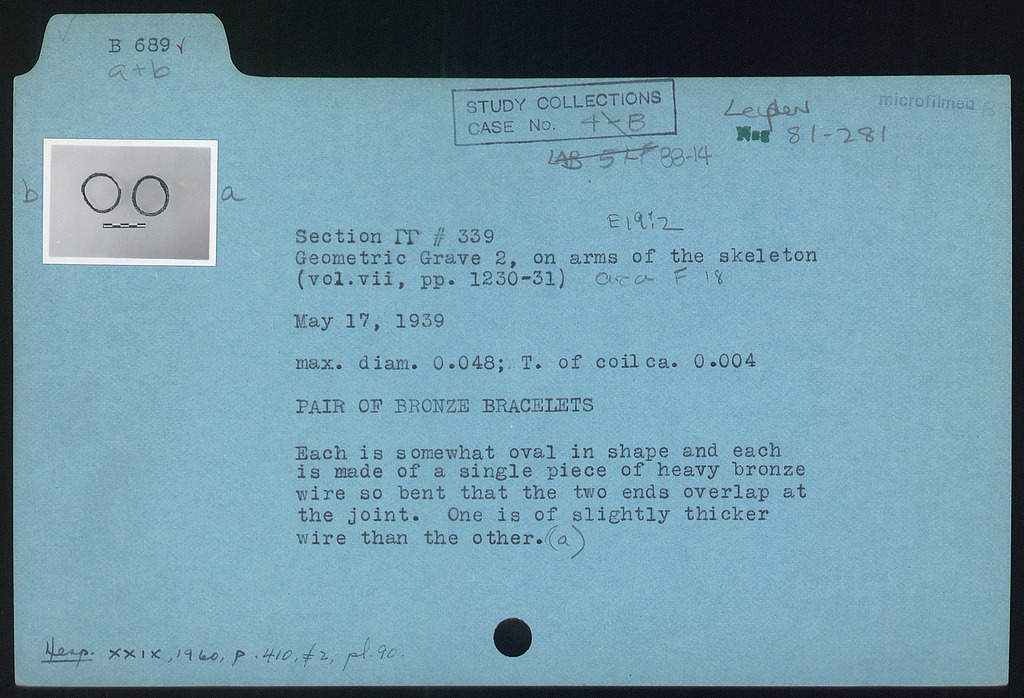 B 689 √
a+b
STUDY COLLECTIONS
CASE No. 4-B
Leyden
microfilmed
Neg 81-281
LAB 88-14
b
a
E19:2
Section ΓΓ # 339
Geometric Grave 2, on arms of the skeleton
(vol.vii, pp. 1230-31) area F 18
May 17, 1939
max. diam. 0.048; T. of coil ca. 0.004
PAIR OF BRONZE BRACELETS
Each is somewhat oval in shape and each
is made of a single piece of heavy bronze
wire so bent that the two ends overlap at
the joint. One is of slightly thicker
wire than the other. (a)
Hesp. XXIX, 1960, p. 410, #2, pl. 90.